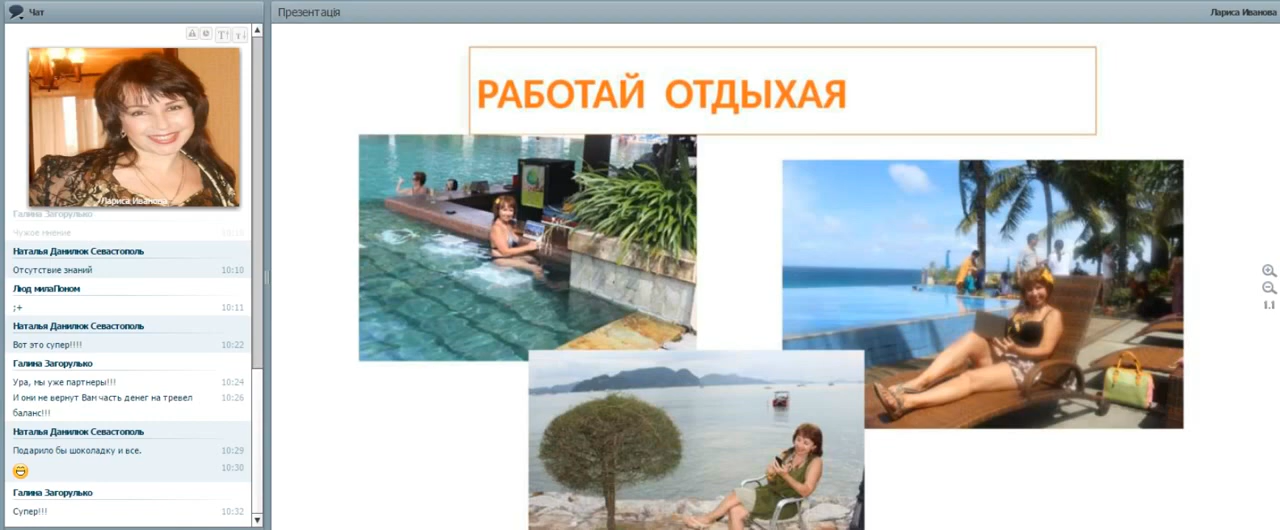 Чат
Презентація
Лариса Иванова
РАБОТАЙ ОТДЫХАЯ
T↑ т↓
Лариса Иванова
Галина Загорулько
Чужое мнение
Наталья Данилюк Севастополь
Отсутствие знаний 10:10
Люд милаПоном
;+ 10:11
Наталья Данилюк Севастополь
Вот это супер!!!! 10:22
Галина Загорулько
Ура, мы уже партнеры!!! 10:24
И они не вернут Вам часть денег на тревел 10:26
баланс!!!
Наталья Данилюк Севастополь
Подарило бы шоколадку и все. 10:29
10:30
Галина Загорулько
Супер!!! 10:32
1.1